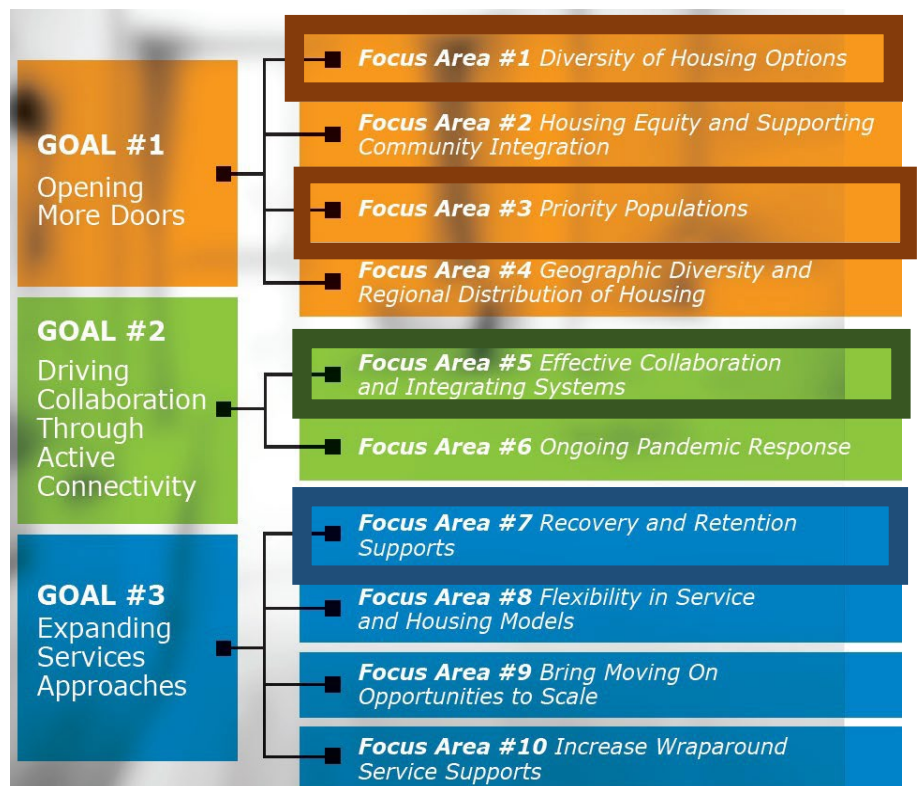 GOAL #1
Opening
More Doors
Focus Area #1 Diversity of Housing Options
Focus Area #2 Housing Equity and Supporting
Community Integration
Focus Area #3 Priority Populations
Focus Area #4 Geographic Diversity and
Regional Distribution of Housing
GOAL #2
Driving
Collaboration
Through
Active
Connectivity
Focus Area #5 Effective Collaboration
and Integrating Systems
Focus Area #6 Ongoing Pandemic Response
GOAL #3
Expanding
Services
Approaches
Focus Area #7 Recovery and Retention
Supports
Focus Area #8 Flexibility in Service
and Housing Models
Focus Area #9 Bring Moving On
Opportunities to Scale
Focus Area #10 Increase Wraparound
Service Supports